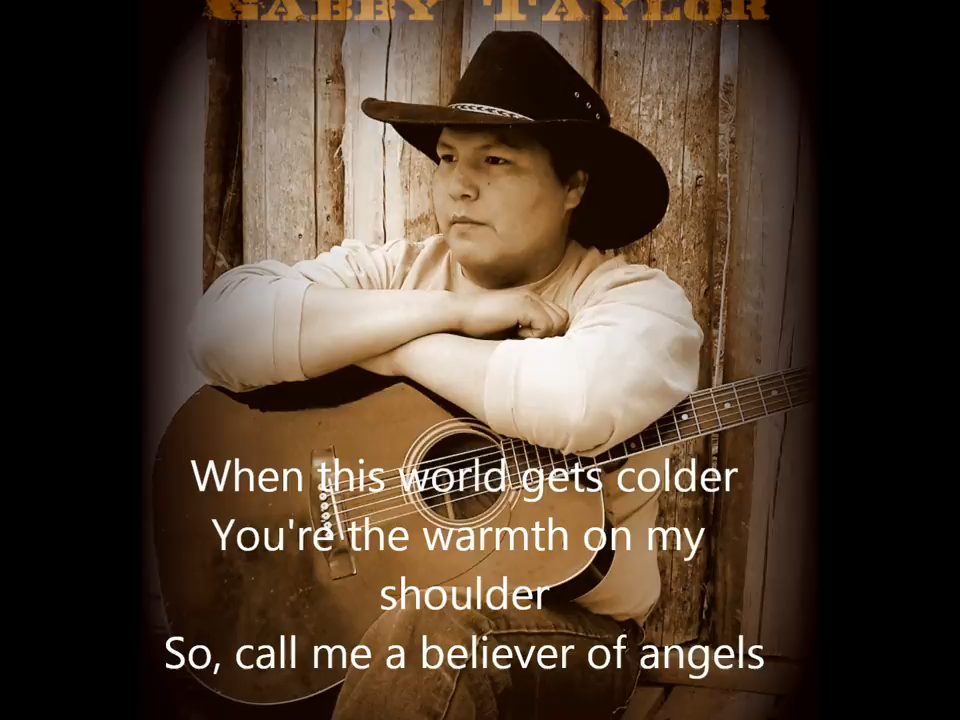 GABBY TAYLOR
When this world gets colder
You're the warmth on my
shoulder
So, call me a believer of angels